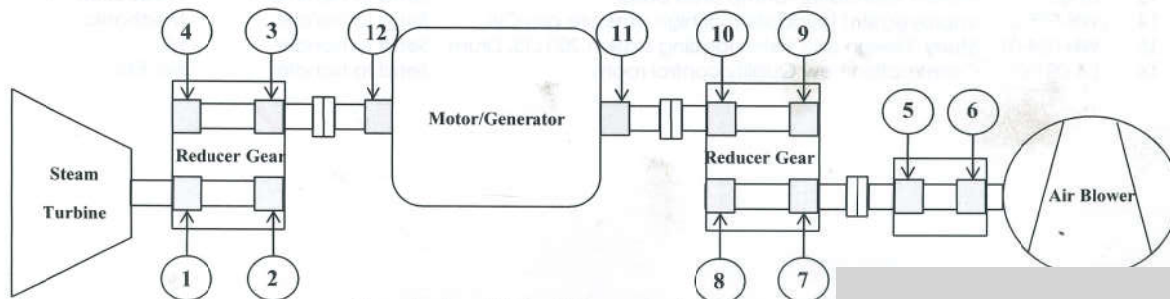 4 3 12 11 10 9
5 6
Motor/Generator
Reducer Gear Reducer Gear
Steam
Turbine
Air Blower
1 2 8 7